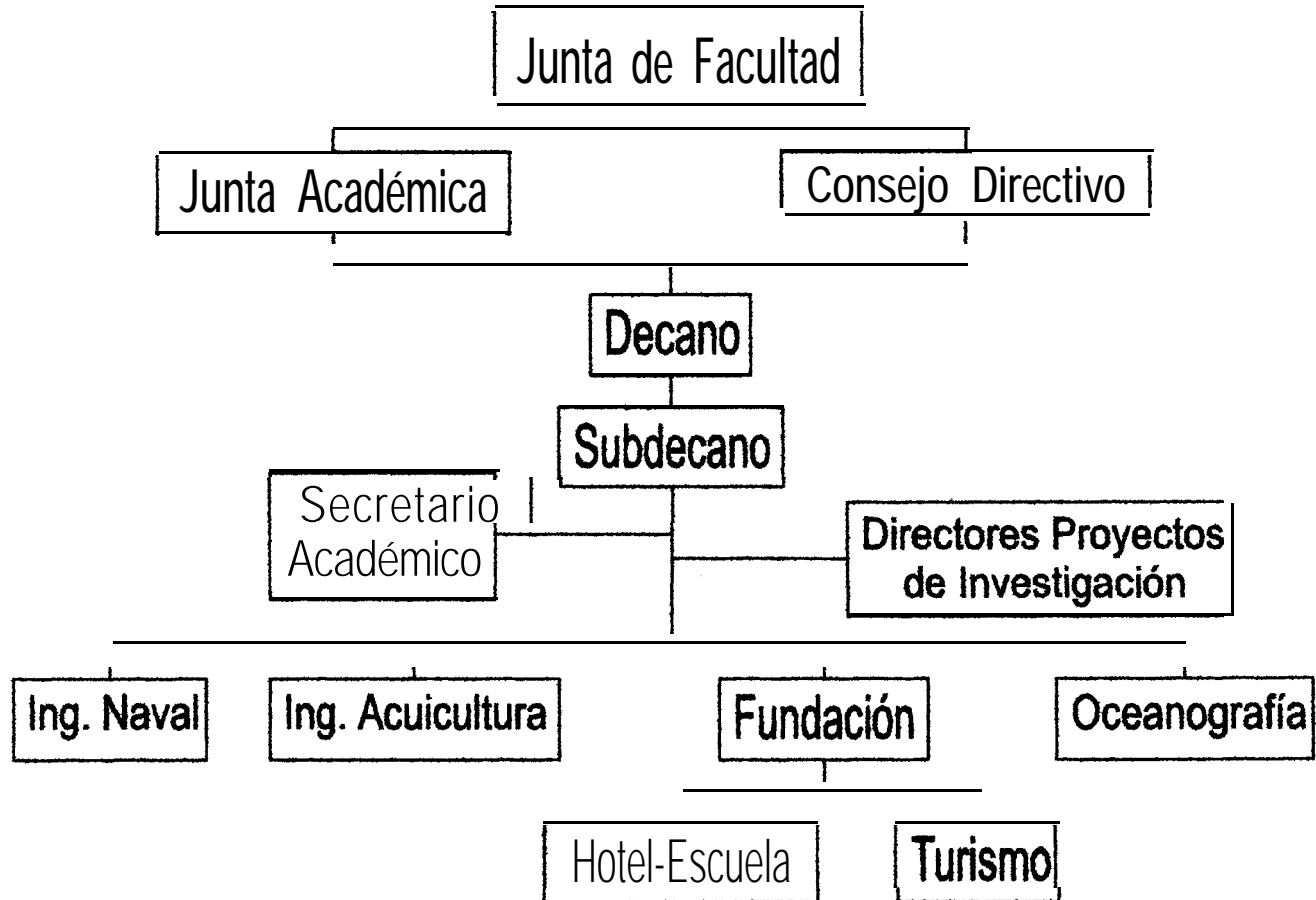 Junta de Facultad
Junta Académica
Consejo Directivo
Decano
Subdecano
Secretario
Académico
Directores Proyectos
de Investigación
Ing. Naval
Ing. Acuicultura
Fundación
Oceanografía
Hotel-Escuela
Turismo